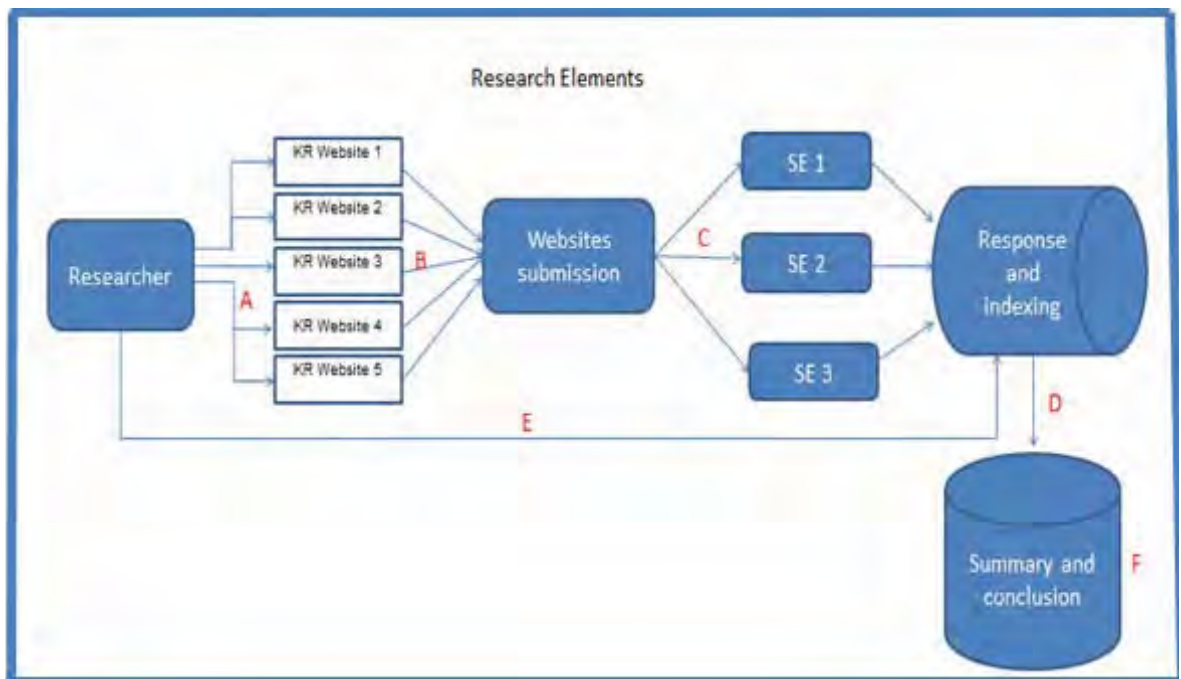 Research Elements
KR Website 1
KR Website 2
KR Website 3
KR Website 4
KR Website 5
Researcher
A
B
Websites
submission
C
SE 1
SE 2
SE 3
Response
and
indexing
E
D
Summary and
conclusion
F